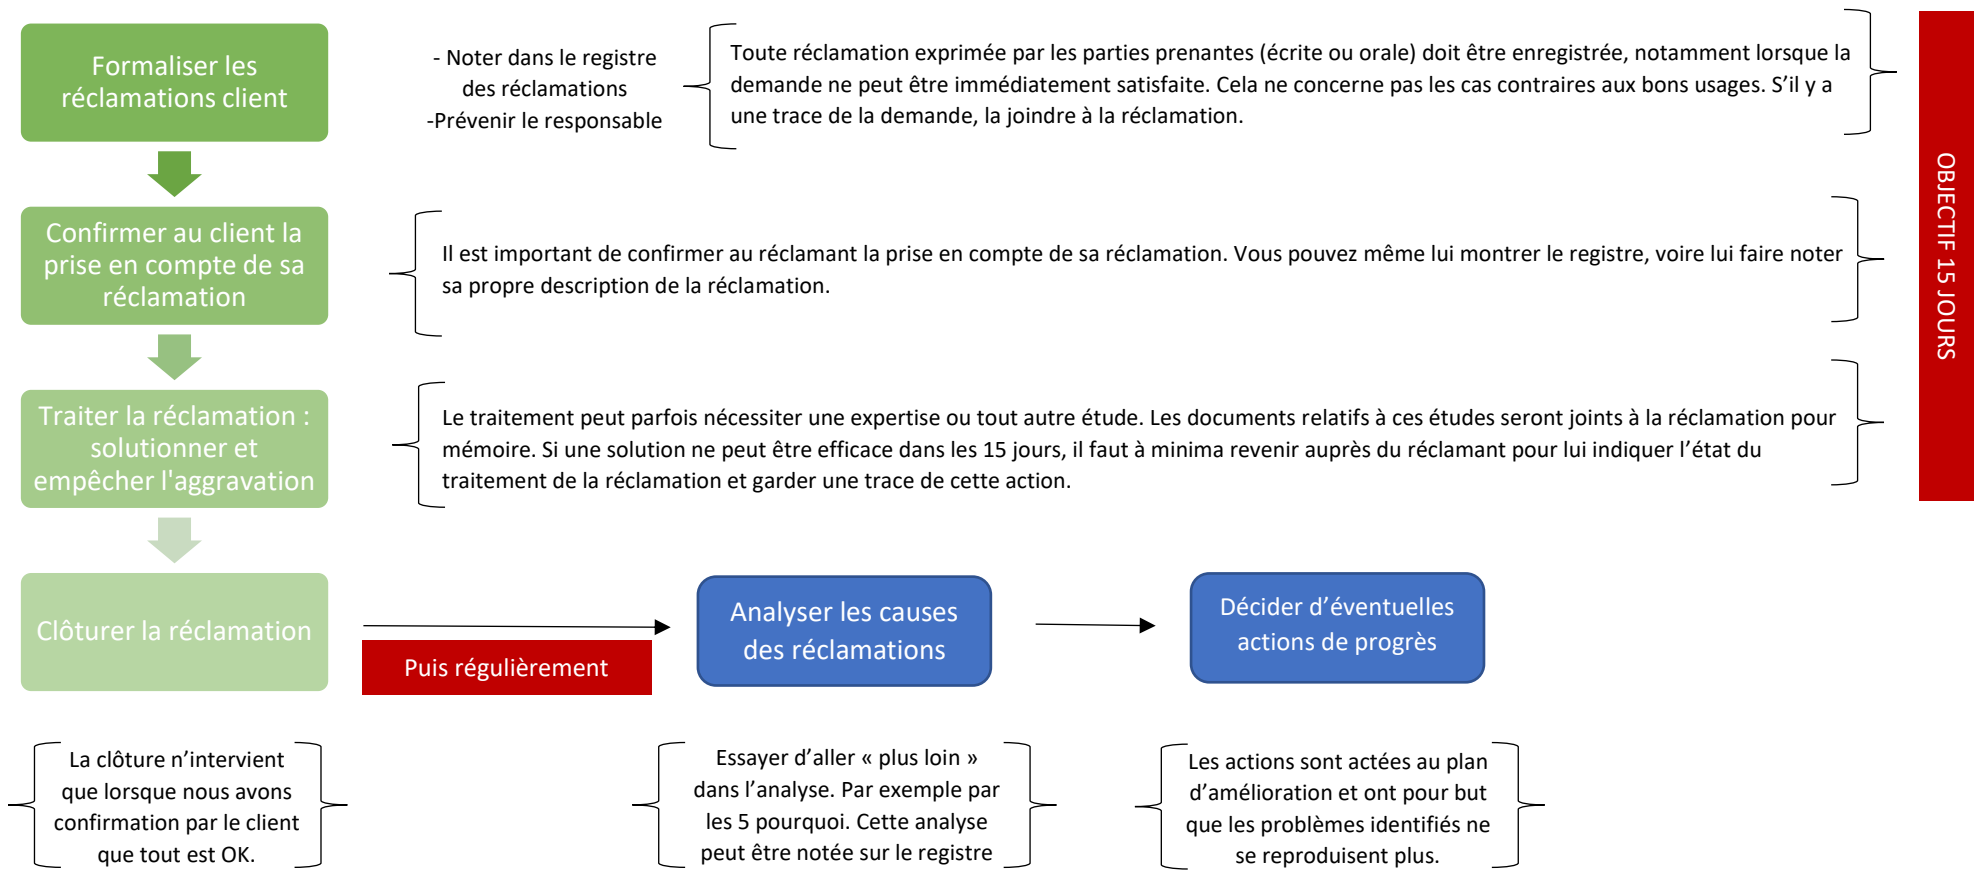 Formaliser les
réclamations client
- Noter dans le registre
des réclamations
-Prévenir le responsable
Toute réclamation exprimée par les parties prenantes (écrite ou orale) doit être enregistrée, notamment lorsque la
demande ne peut être immédiatement satisfaite. Cela ne concerne pas les cas contraires aux bons usages. S’il y a
une trace de la demande, la joindre à la réclamation.
OBJECTIF 15 JOURS
Confirmer au client la
prise en compte de sa
réclamation
Il est important de confirmer au réclamant la prise en compte de sa réclamation. Vous pouvez même lui montrer le registre, voire lui faire noter
sa propre description de la réclamation.
Traiter la réclamation :
solutionner et
empêcher l'aggravation
Le traitement peut parfois nécessiter une expertise ou tout autre étude. Les documents relatifs à ces études seront joints à la réclamation pour
mémoire. Si une solution ne peut être efficace dans les 15 jours, il faut à minima revenir auprès du réclamant pour lui indiquer l’état du
traitement de la réclamation et garder une trace de cette action.
Clôturer la réclamation
Puis régulièrement
Analyser les causes
des réclamations
Décider d’éventuelles
actions de progrès
La clôture n’intervient
que lorsque nous avons
confirmation par le client
que tout est OK.
Essayer d’aller « plus loin »
dans l’analyse. Par exemple par
les 5 pourquoi. Cette analyse
peut être notée sur le registre
Les actions sont actées au plan
d’amélioration et ont pour but
que les problèmes identifiés ne
se reproduisent plus.